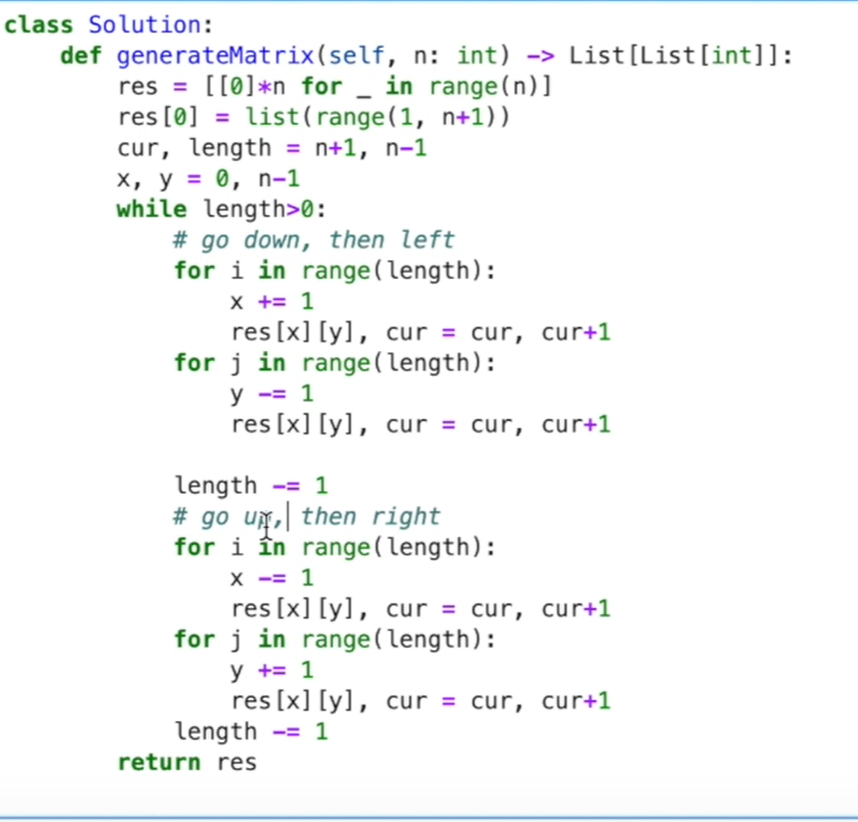 class Solution:
    def generateMatrix(self, n: int) -> List[List[int]]:
        res = [[0]*n for _ in range(n)]
        res[0] = list(range(1, n+1))
        cur, length = n+1, n-1
        x, y = 0, n-1
        while length>0:
            # go down, then left
            for i in range(length):
                x += 1
                res[x][y], cur = cur, cur+1
            for j in range(length):
                y -= 1
                res[x][y], cur = cur, cur+1

            length -= 1
            # go up, then right
            for i in range(length):
                x -= 1
                res[x][y], cur = cur, cur+1
            for j in range(length):
                y += 1
                res[x][y], cur = cur, cur+1
            length -= 1
        return res